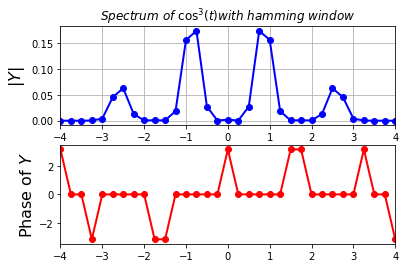 Spectrum of cos³(t)with hamming window
|Y|
0.15
0.10
0.05
0.00
−4 −3 −2 −1 0 1 2 3 4
Phase of Y
2
0
−2
−4 −3 −2 −1 0 1 2 3 4